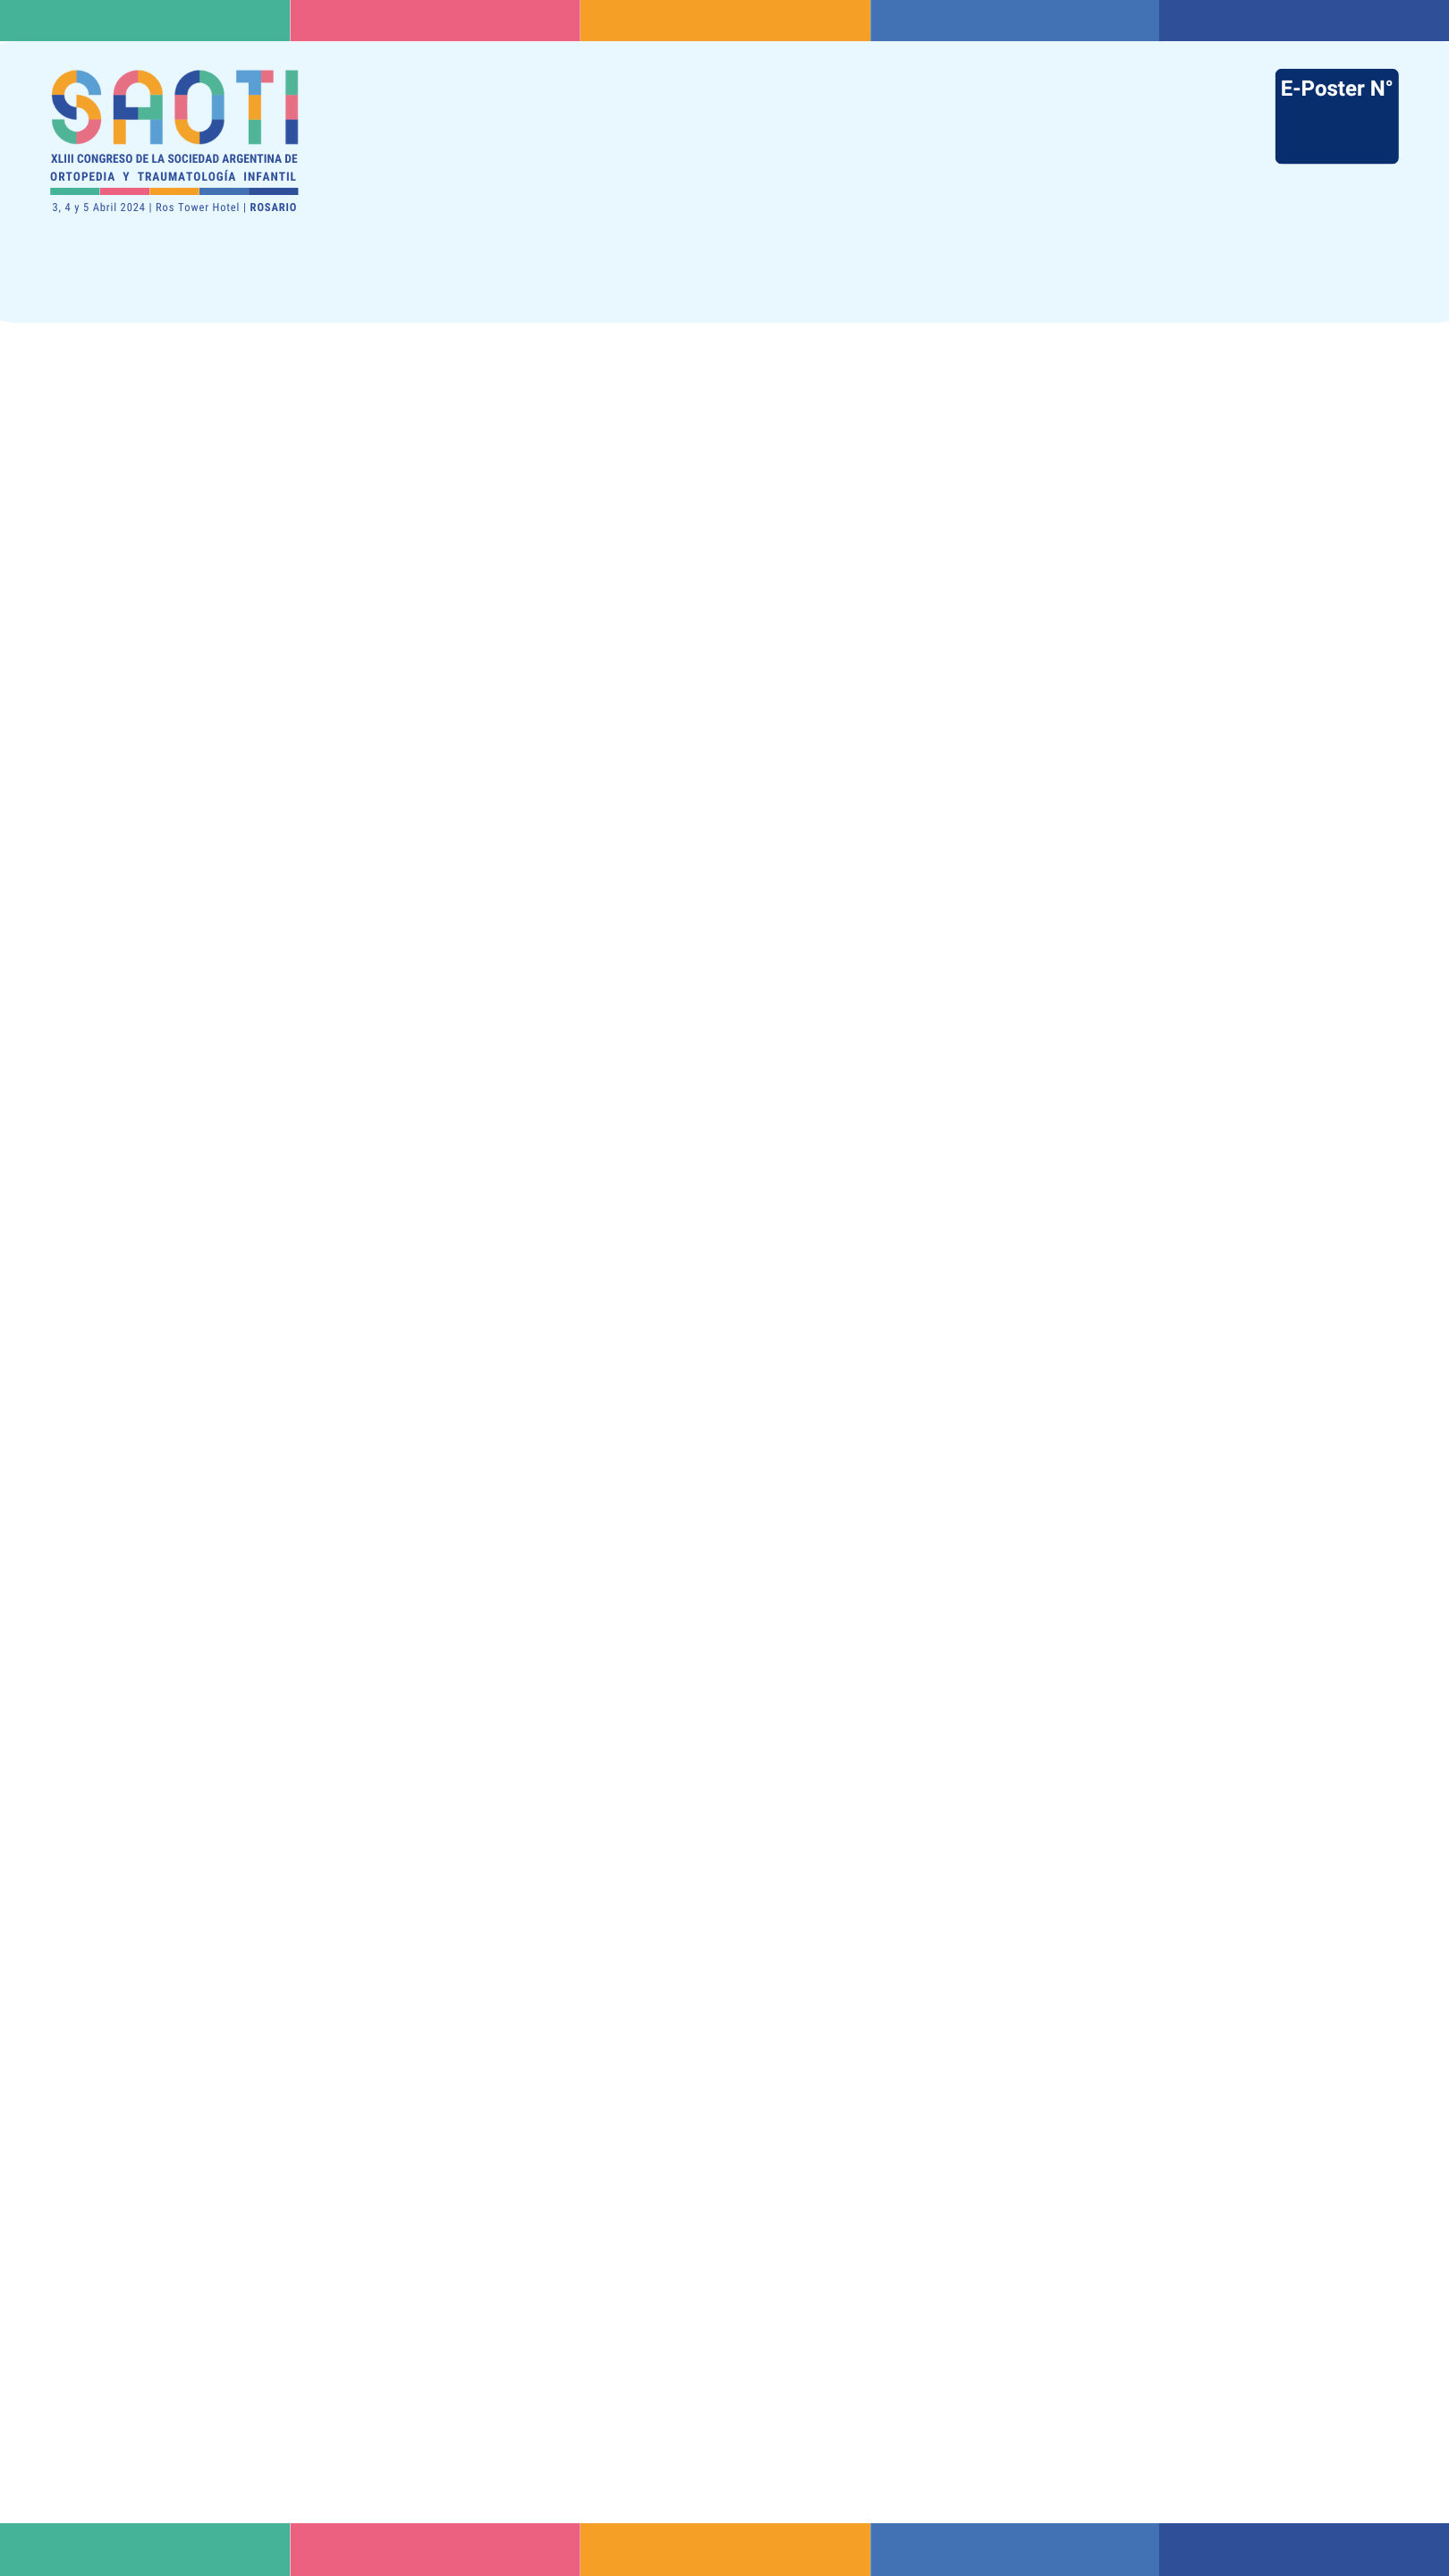 SAOTI
E-Poster N°
XLIII CONGRESO DE LA SOCIEDAD ARGENTINA DE
ORTOPEDIA Y TRAUMATOLOGÍA INFANTIL
3, 4 y 5 Abril 2024 | Ros Tower Hotel | ROSARIO